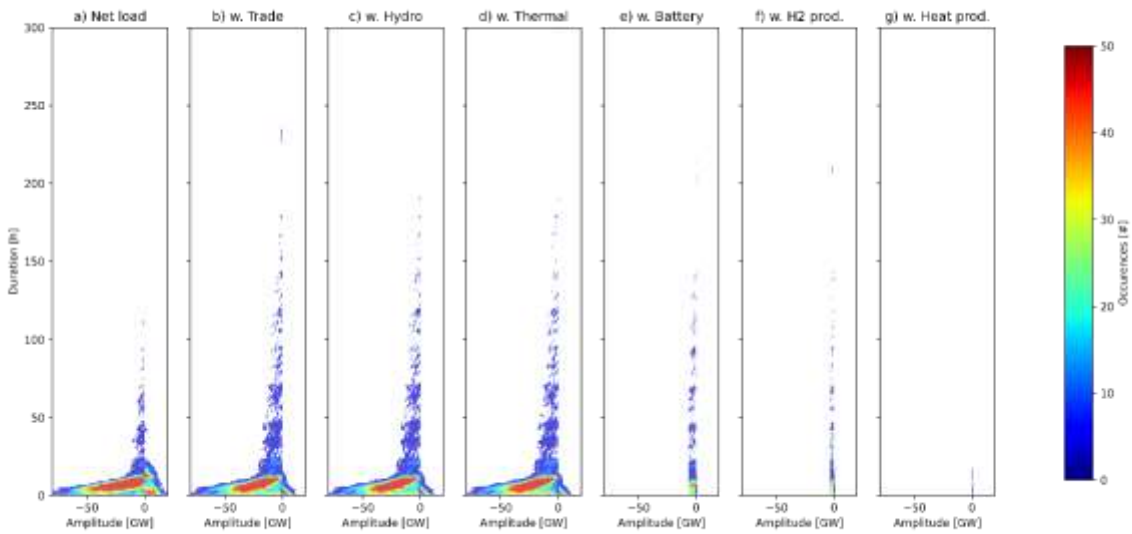 a) Net load
b) w. Trade
c) w. Hydro
d) w. Thermal
e) w. Battery
f) w. H2 prod.
g) w. Heat prod.
300
250
200
150
100
50
0
Duration [h]
−50 0
−50 0
−50 0
−50 0
−50 0
−50 0
−50 0
Amplitude [GW]
Amplitude [GW]
Amplitude [GW]
Amplitude [GW]
Amplitude [GW]
Amplitude [GW]
Amplitude [GW]
50
40
30
20
10
0
Occurences [#]